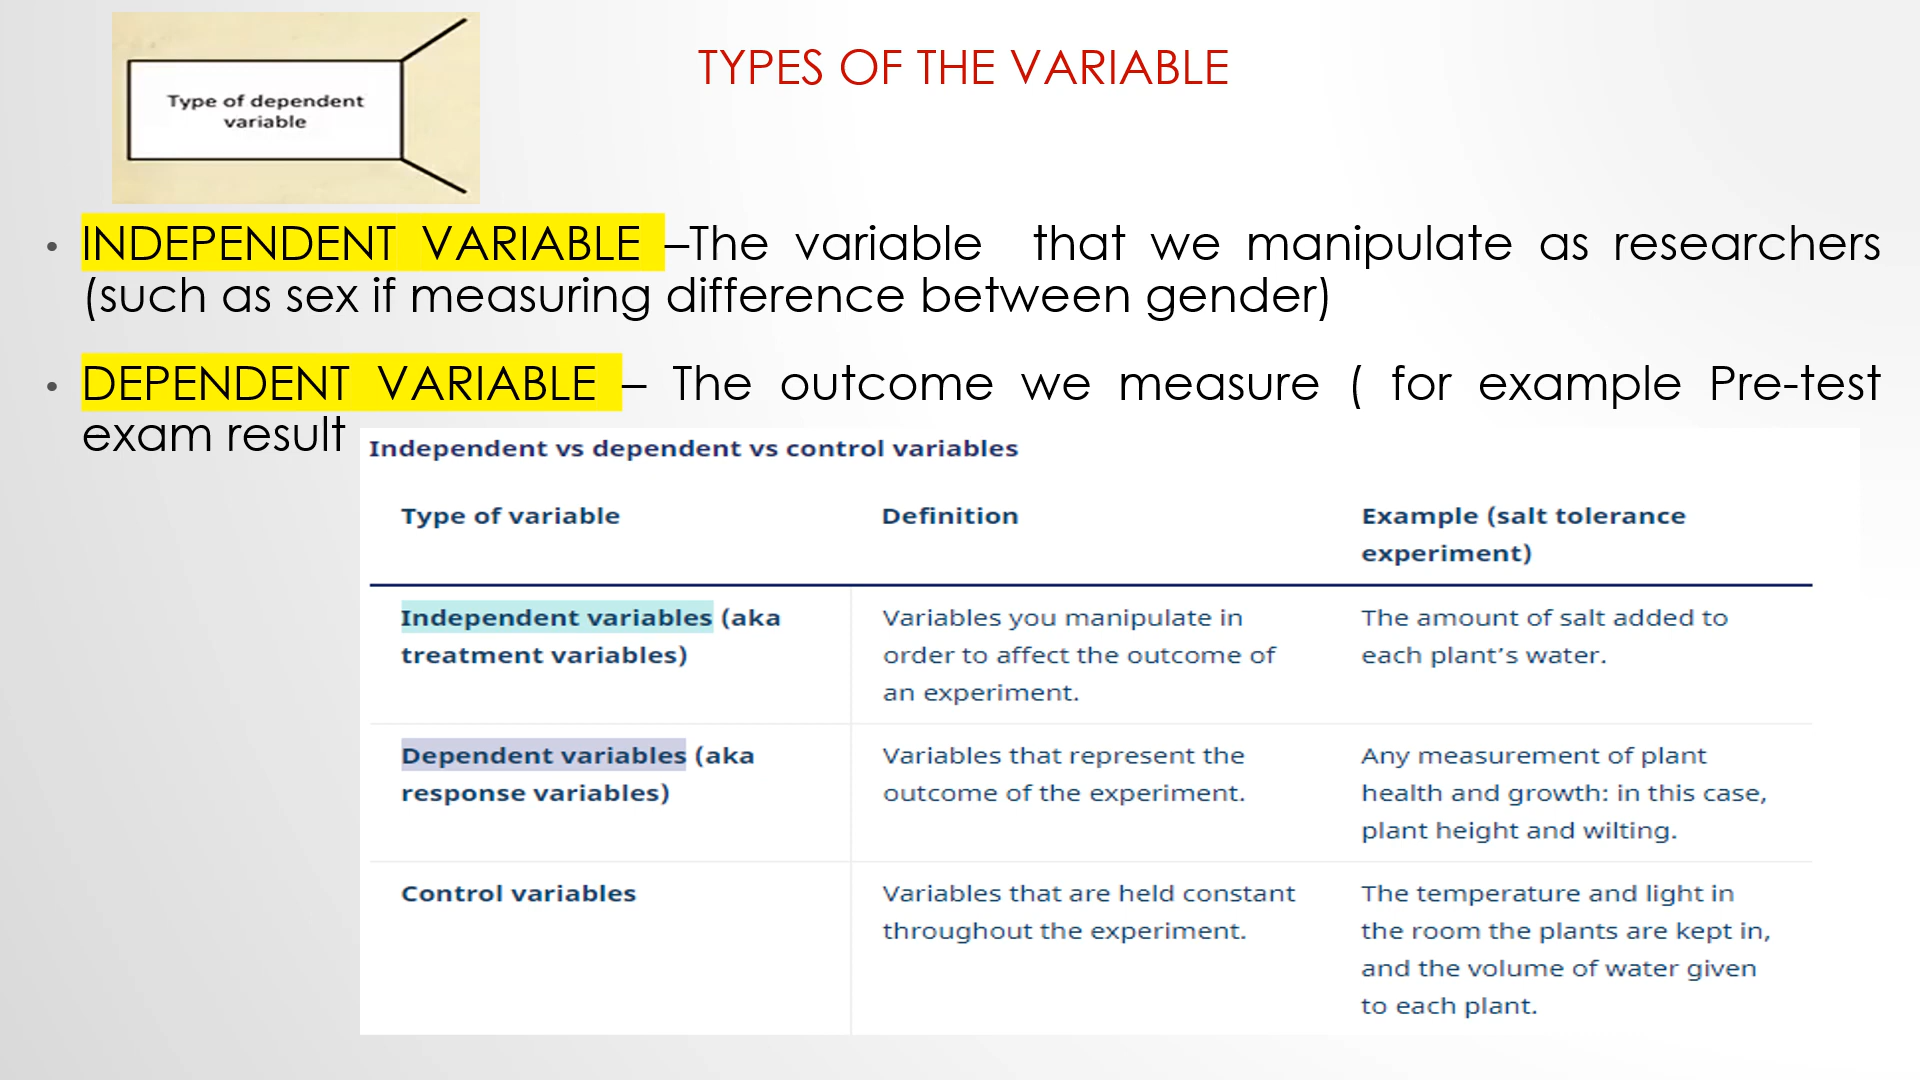 Type of dependent
variable
TYPES OF THE VARIABLE
• INDEPENDENT VARIABLE –The variable that we manipulate as researchers
(such as sex if measuring difference between gender)
• DEPENDENT VARIABLE – The outcome we measure ( for example Pre-test
exam result
Independent vs dependent vs control variables
Type of variable Definition Example (salt tolerance
experiment)
Independent variables (aka Variables you manipulate in The amount of salt added to
treatment variables) order to affect the outcome of each plant’s water.
an experiment.
Dependent variables (aka Variables that represent the Any measurement of plant
response variables) outcome of the experiment. health and growth: in this case,
plant height and wilting.
Control variables Variables that are held constant The temperature and light in
throughout the experiment. the room the plants are kept in,
and the volume of water given
to each plant.